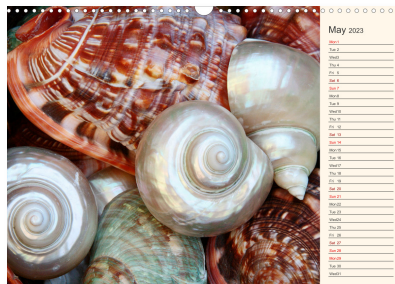 May 2023
Mon 1
Tue 2
Wed 3
Thu 4
Fri 5
Sat 6
Sun 7
Mon 8
Tue 9
Wed 10
Thu 11
Fri 12
Sat 13
Sun 14
Mon 15
Tue 16
Wed 17
Thu 18
Fri 19
Sat 20
Sun 21
Mon 22
Tue 23
Wed 24
Thu 25
Fri 26
Sat 27
Sun 28
Mon 29
Tue 30
Wed 31